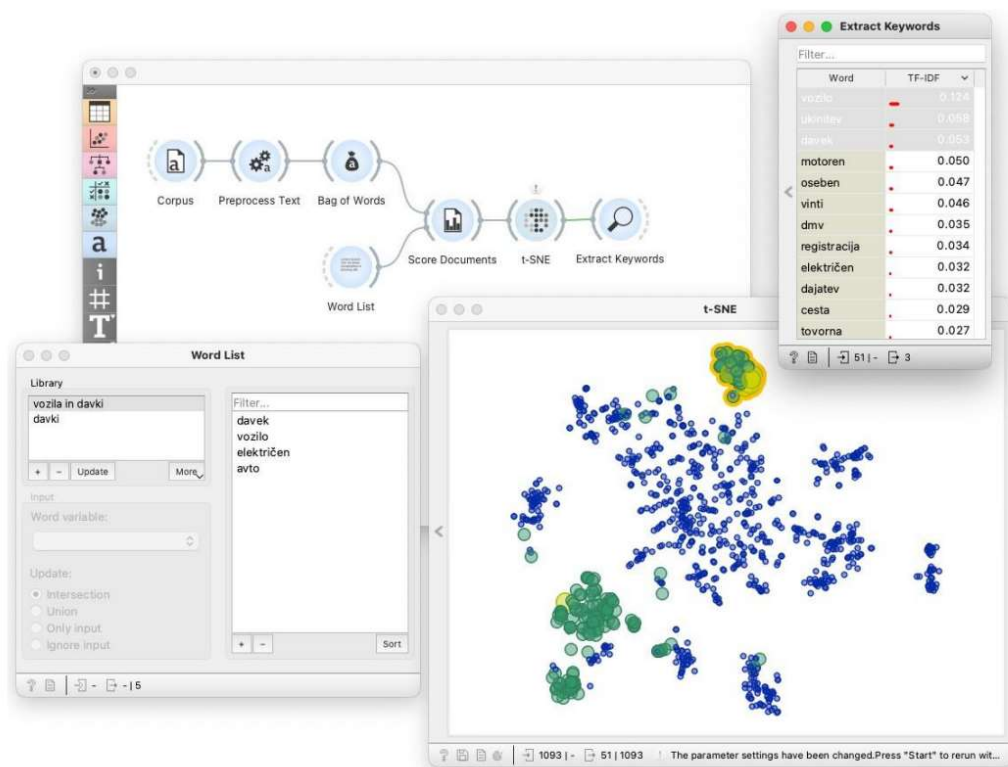 Extract Keywords
Filter...
Word TF-IDF
vozilo 0.124
ukinitev 0.059
davek 0.053
motoren 0.050
oseben 0.047
vinti 0.046
dmv 0.035
registracija 0.034
električen 0.032
dajatev 0.032
cesta 0.029
tovorna 0.027
51 | - 3
Corpus
Preprocess Text
Bag of Words
Score Documents
t-SNE
Extract Keywords
Word List
Word List
Library
vozila in davki
davki
+ - Update More
Input
Word variable:
Update:
Intersection
Union
Only input
Ignore input
Filter...
davek
vozilo
električen
avto
+ - Sort
- - | 5
t-SNE
1093 | - 51 | 1093 The parameter settings have been changed.Press "Start" to rerun wit...